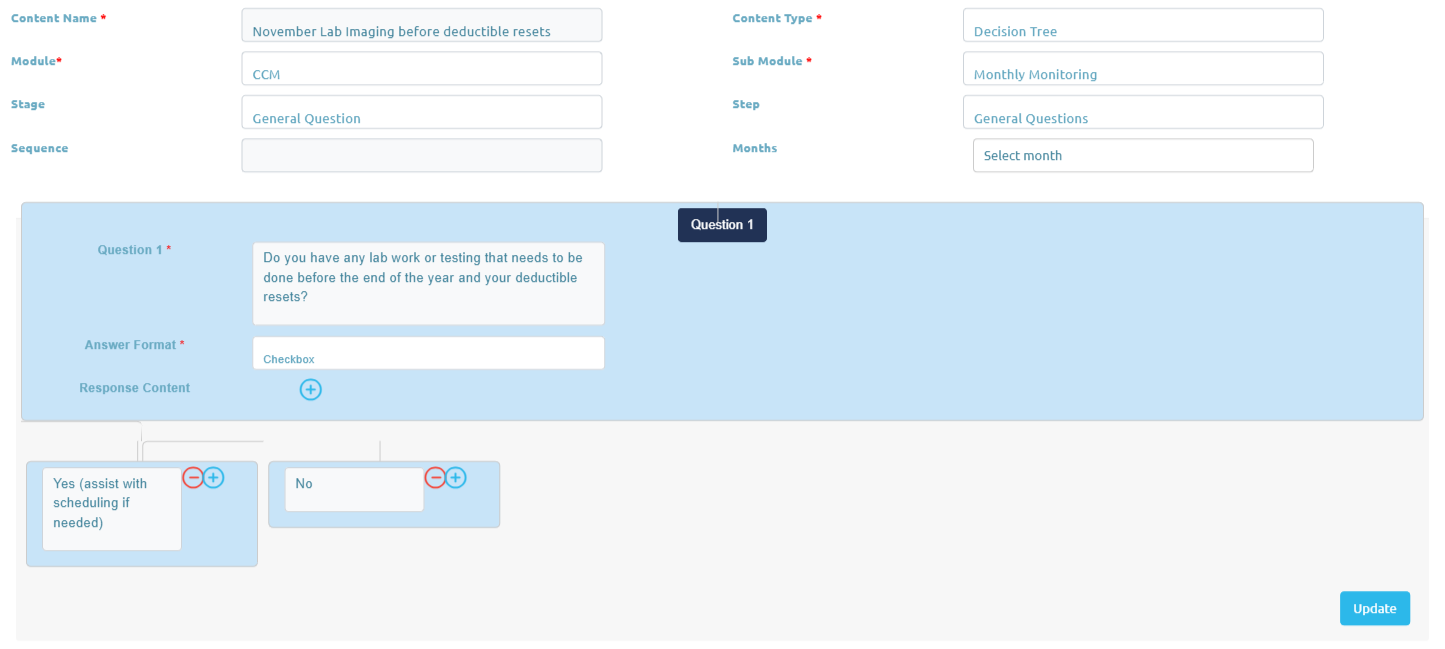 Content Name *
November Lab Imaging before deductible resets
Content Type *
Decision Tree
Module*
CCM
Sub Module *
Monthly Monitoring
Stage
General Question
Step
General Questions
Sequence
Months
Select month
Question 1
Question 1 *
Do you have any lab work or testing that needs to be
done before the end of the year and your deductible
resets?
Answer Format *
Checkbox
Response Content
Yes (assist with
scheduling if
needed)
No
Update